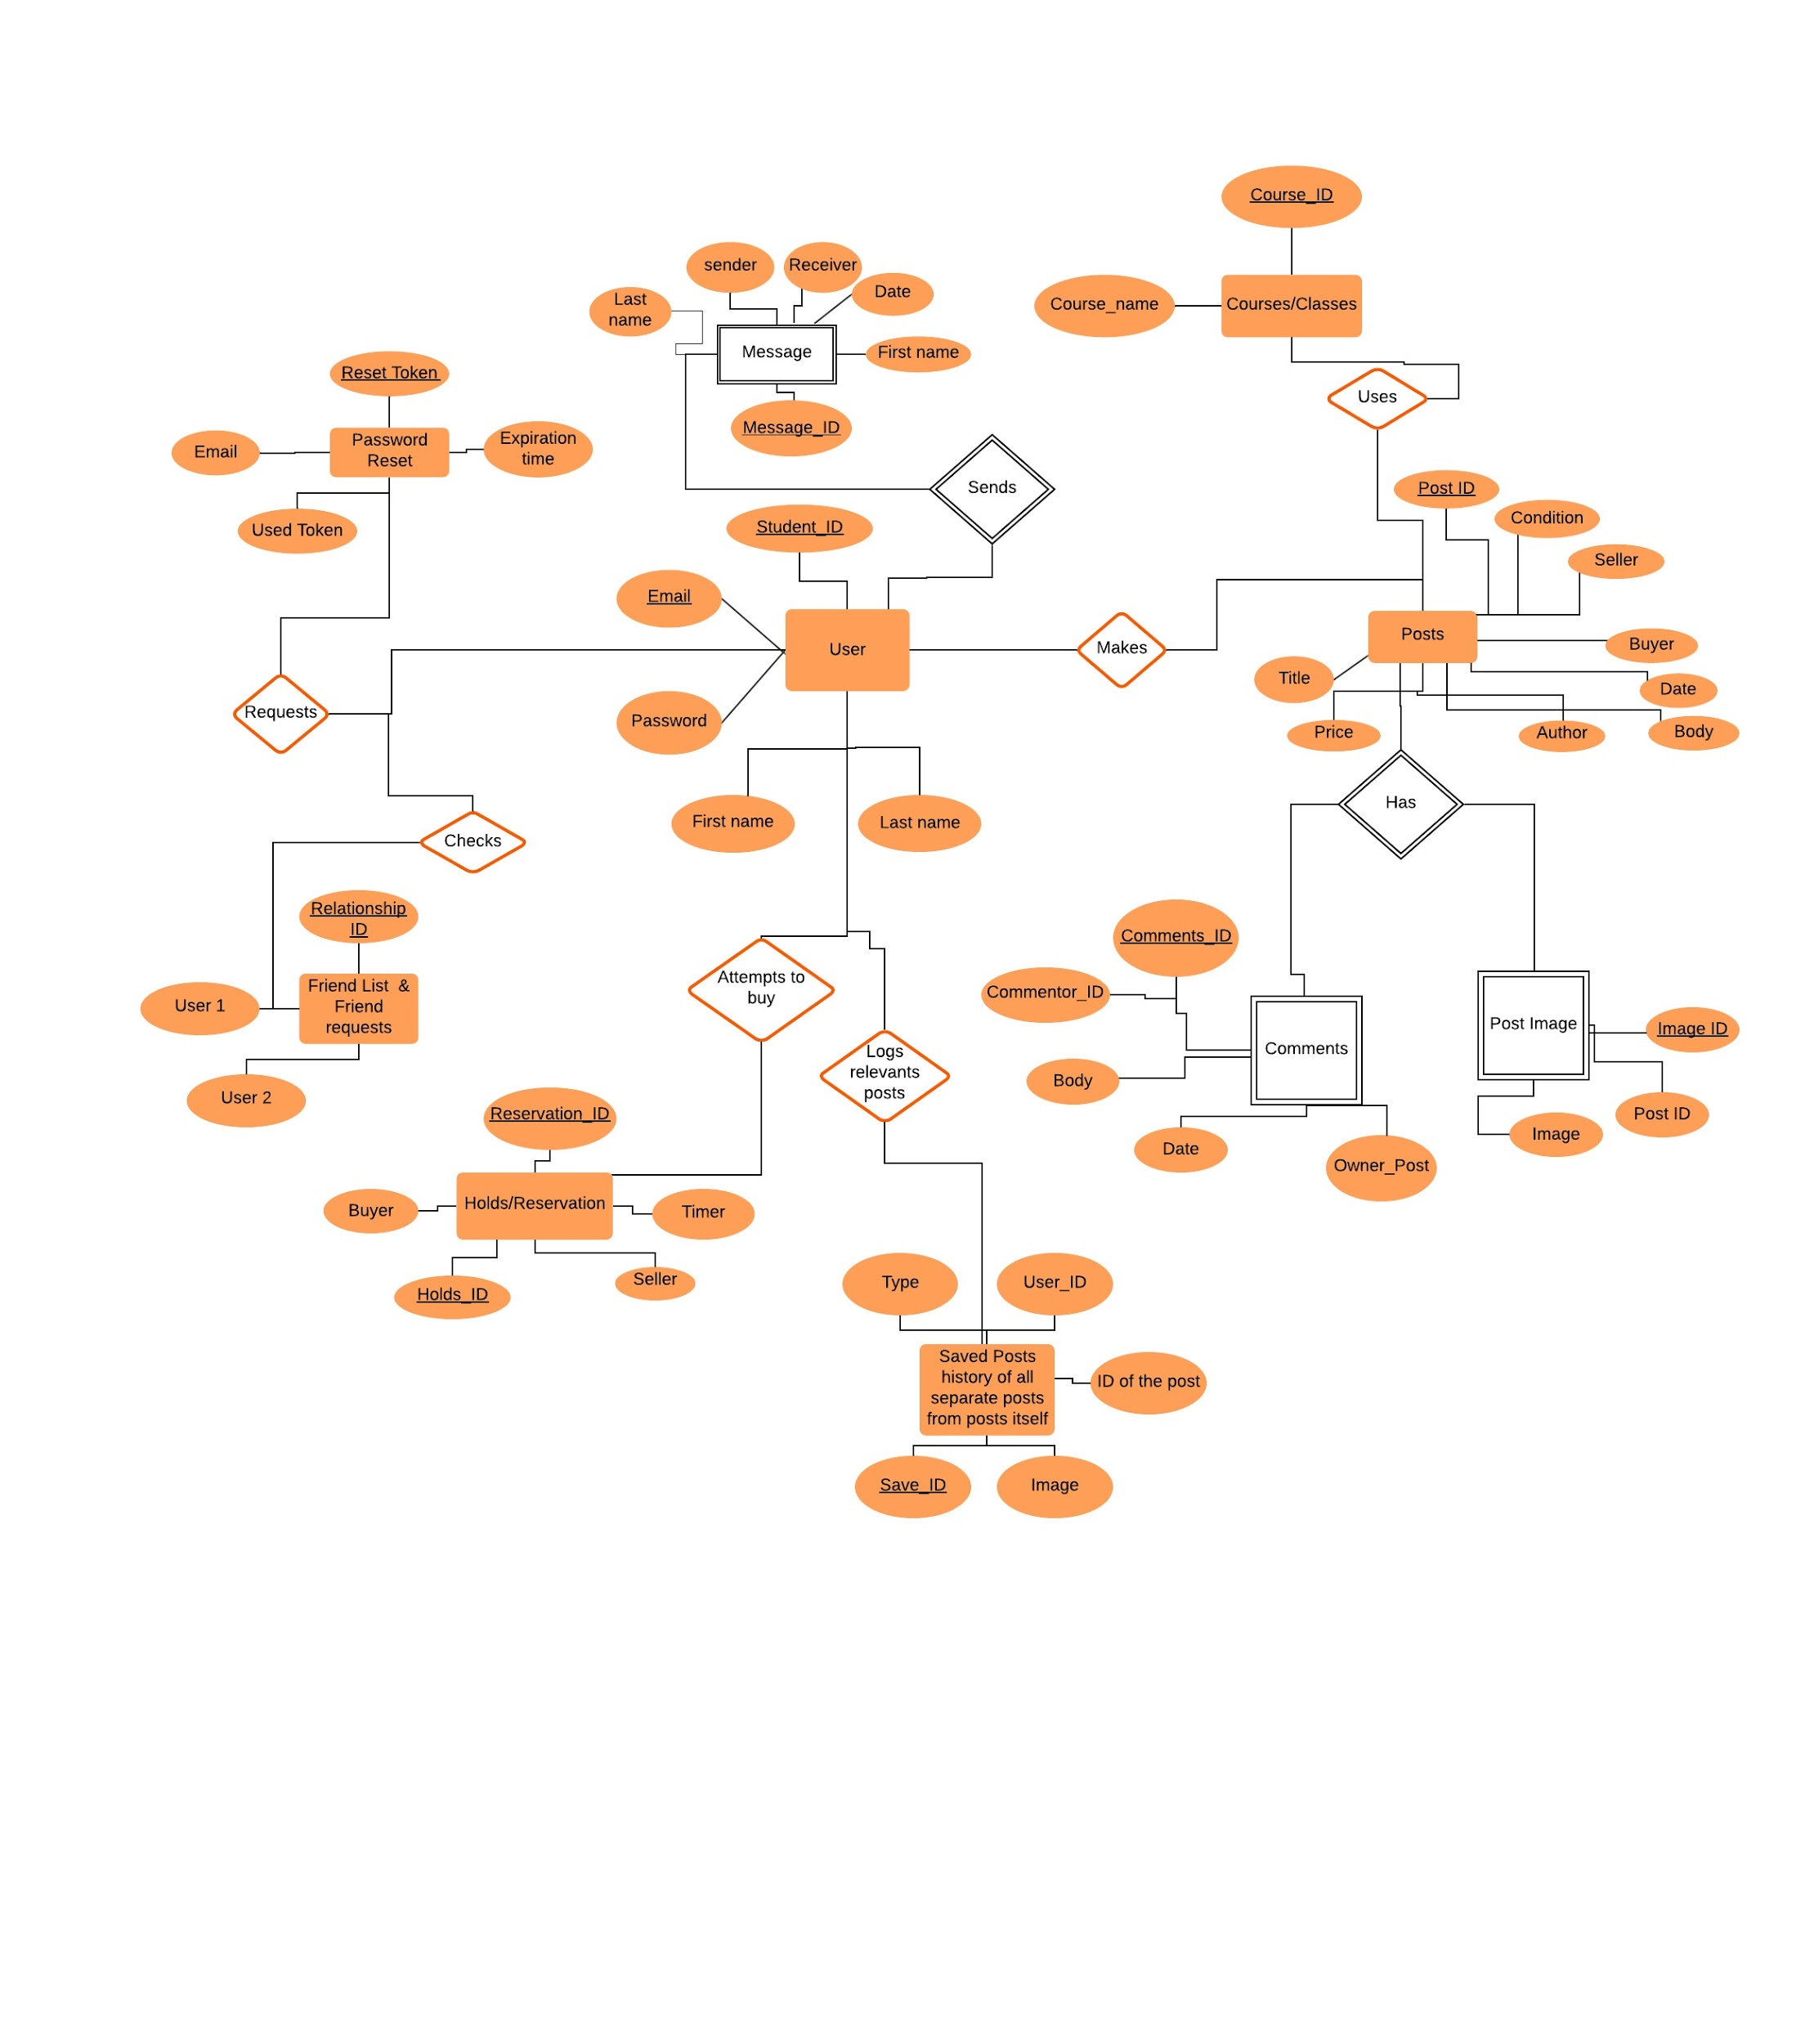 Course_ID
sender
Receiver
Date
Last
name
Course_name
Courses/Classes
Message
First name
Reset Token
Uses
Message_ID
Password
Reset
Email
Expiration
time
Sends
Post ID
Condition
Used Token
Student_ID
Seller
Email
User
Makes
Posts
Buyer
Title
Date
Requests
Password
Price
Author
Body
First name
Last name
Has
Checks
Relationship
ID
Comments_ID
Attempts to
buy
Friend List & 
Friend
requests
User 1
Commentor_ID
Post Image
Image ID
Logs
relevants
posts
Comments
Body
User 2
Reservation_ID
Post ID
Image
Date
Owner_Post
Holds/Reservation
Buyer
Timer
Seller
Holds_ID
Type
User_ID
Saved Posts
history of all
separate posts
from posts itself
ID of the post
Save_ID
Image